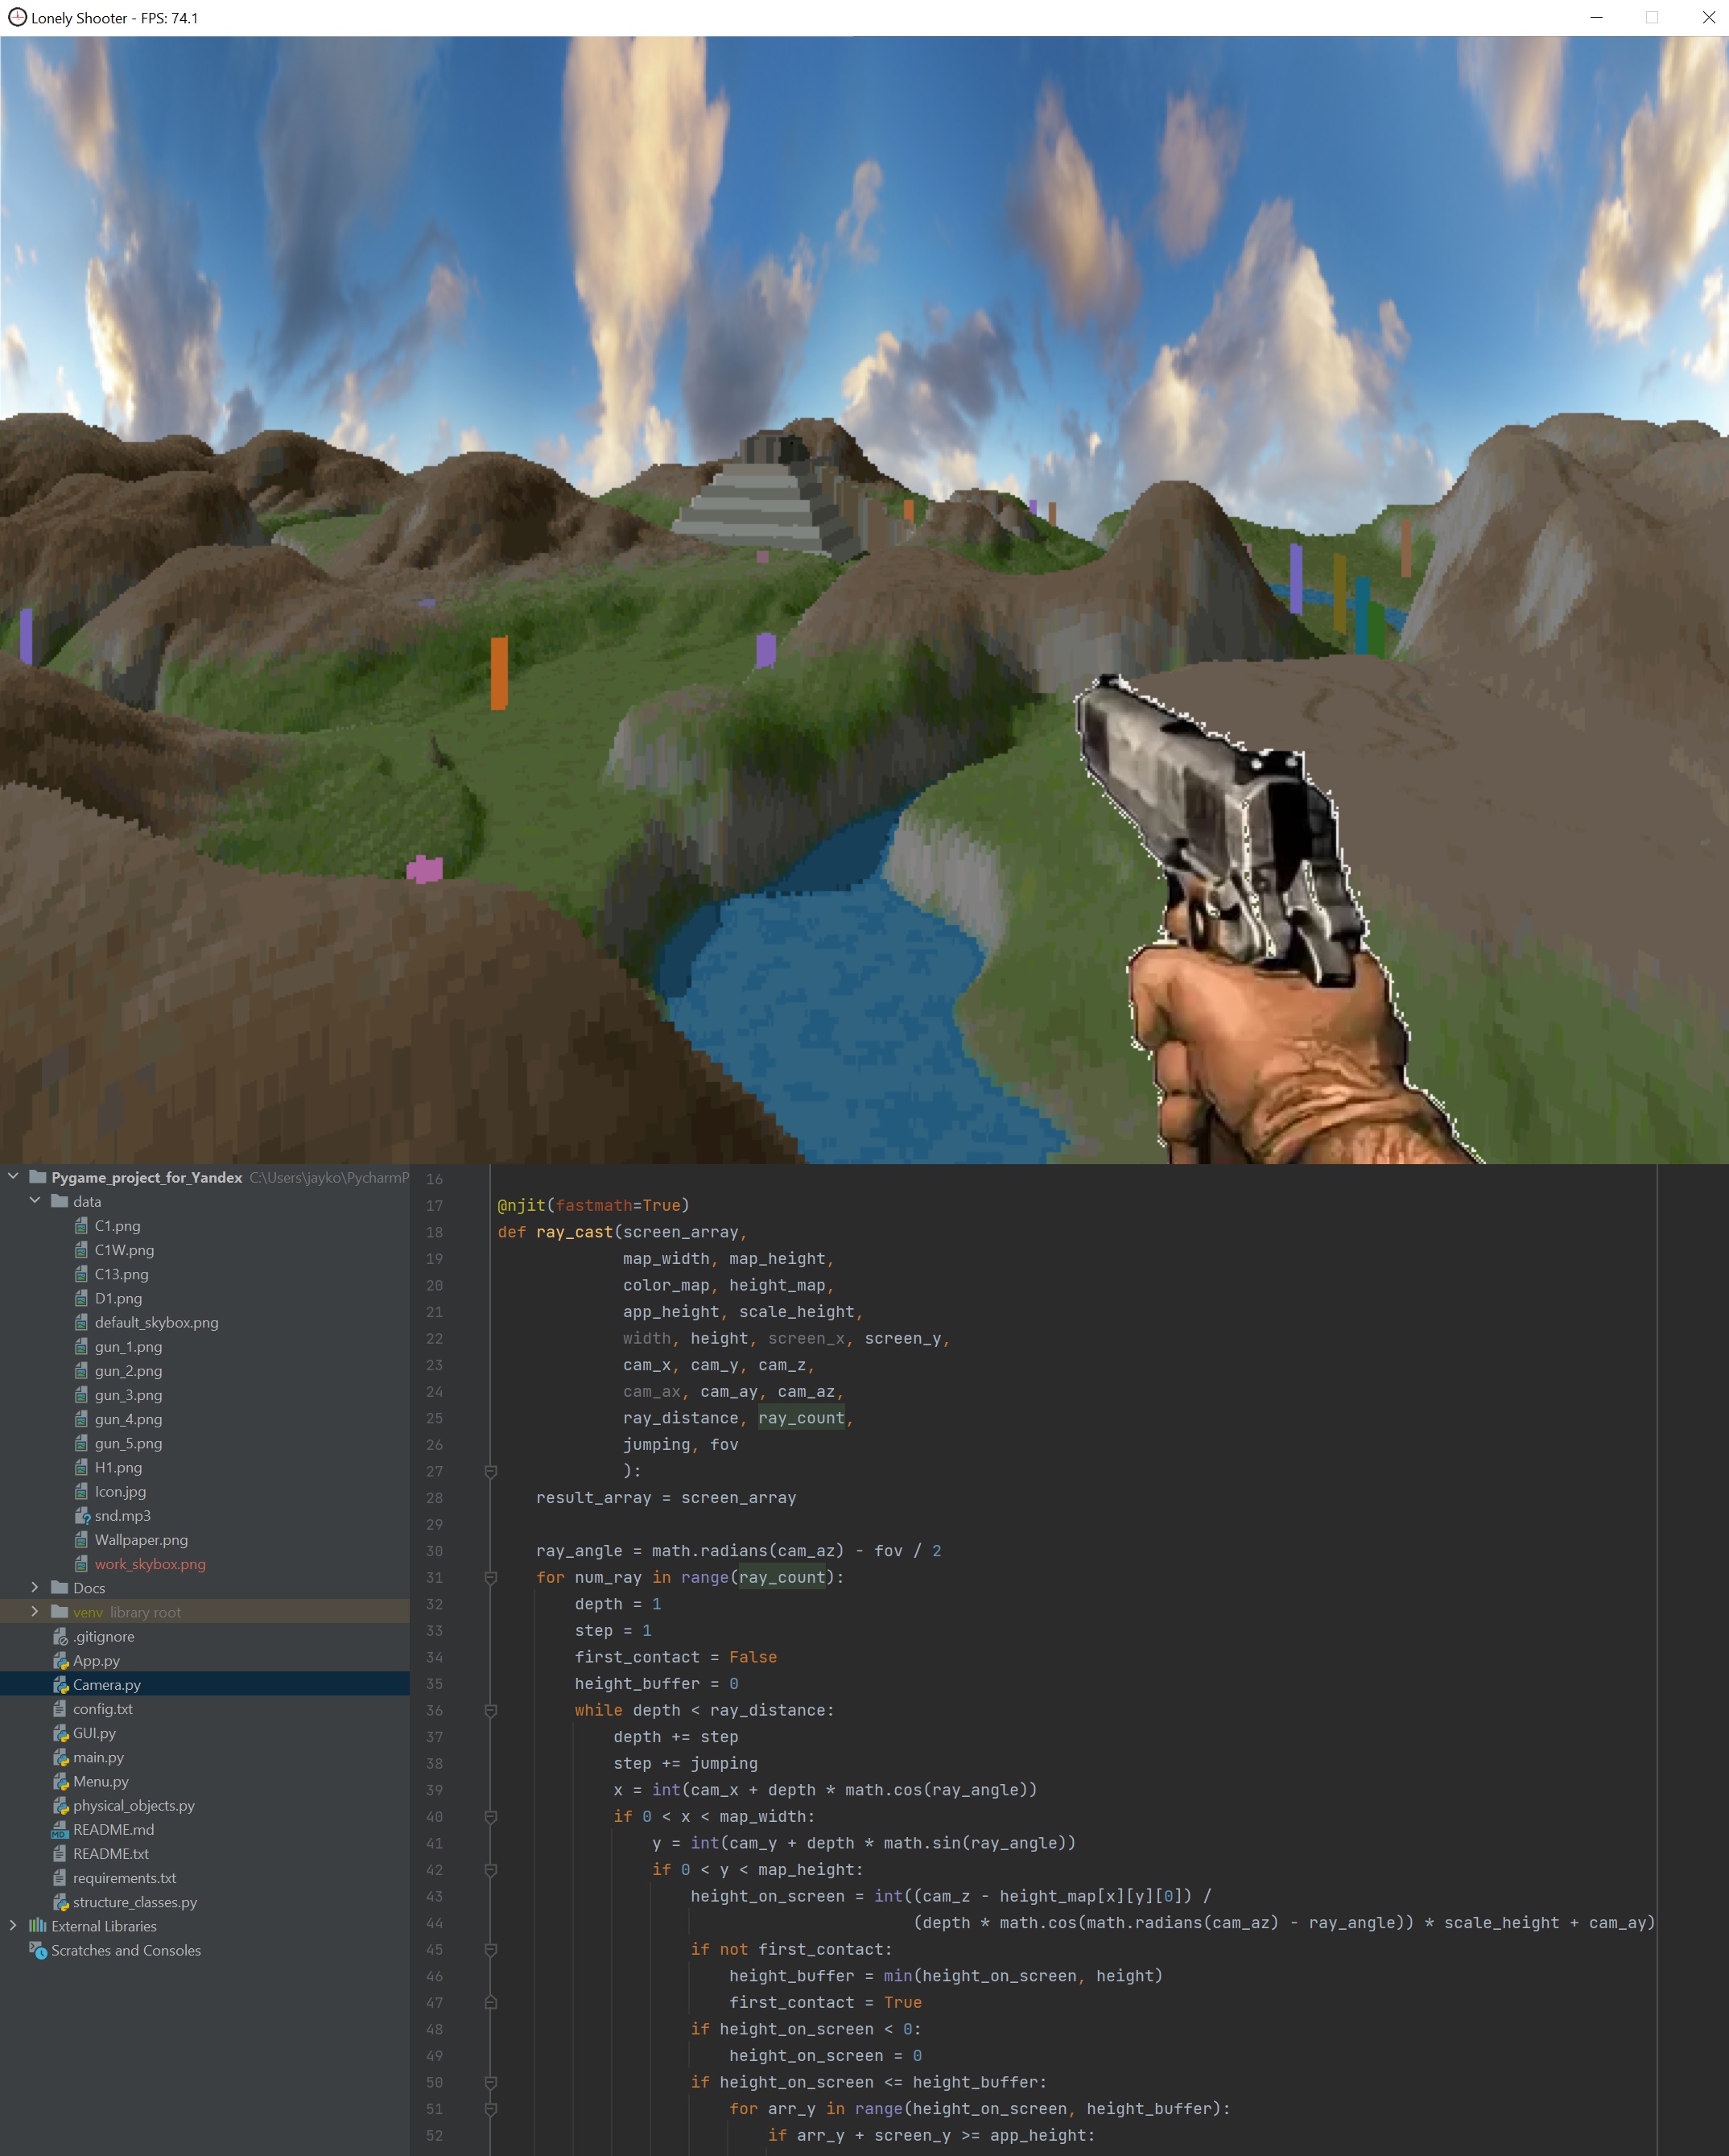 Lonely Shooter - FPS: 74.1
Pygame_project_for_Yandex C:\Users\jayko\PycharmP
data
C1.png
C1W.png
C13.png
D1.png
default_skybox.png
gun_1.png
gun_2.png
gun_3.png
gun_4.png
gun_5.png
H1.png
Icon.jpg
snd.mp3
Wallpaper.png
work_skybox.png
Docs
venv library root
.gitignore
App.py
Camera.py
config.txt
GUI.py
main.py
Menu.py
physical_objects.py
README.md
README.txt
requirements.txt
structure_classes.py
External Libraries
Scratches and Consoles
16
17 @njit(fastmath=True)
18 def ray_cast(screen_array,
19 map_width, map_height,
20 color_map, height_map,
21 app_height, scale_height,
22 width, height, screen_x, screen_y,
23 cam_x, cam_y, cam_z,
24 cam_ax, cam_ay, cam_az,
25 ray_distance, ray_count,
26 jumping, fov
27 ):
28 result_array = screen_array
29
30 ray_angle = math.radians(cam_az) - fov / 2
31 for num_ray in range(ray_count):
32 depth = 1
33 step = 1
34 first_contact = False
35 height_buffer = 0
36 while depth < ray_distance:
37 depth += step
38 step += jumping
39 x = int(cam_x + depth * math.cos(ray_angle))
40 if 0 < x < map_width:
41 y = int(cam_y + depth * math.sin(ray_angle))
42 if 0 < y < map_height:
43 height_on_screen = int((cam_z - height_map[x][y][0]) /
44 (depth * math.cos(math.radians(cam_az) - ray_angle)) * scale_height + cam_ay)
45 if not first_contact:
46 height_buffer = min(height_on_screen, height)
47 first_contact = True
48 if height_on_screen < 0:
49 height_on_screen = 0
50 if height_on_screen <= height_buffer:
51 for arr_y in range(height_on_screen, height_buffer):
52 if arr_y + screen_y >= app_height: